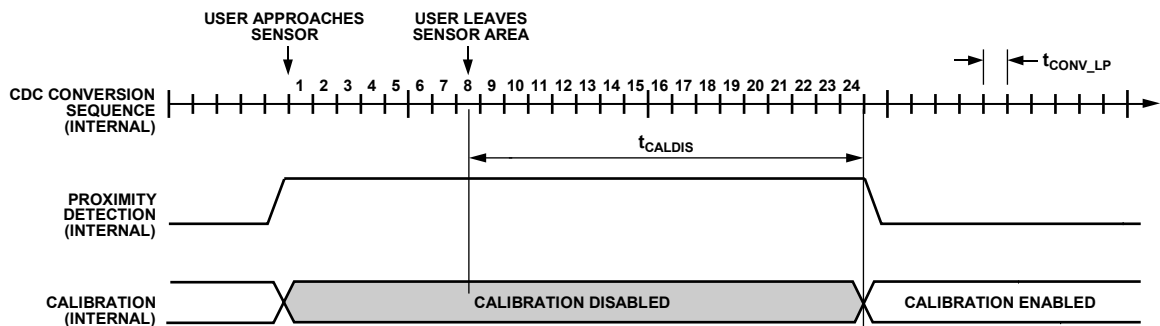 USER APPROACHES
SENSOR
USER LEAVES
SENSOR AREA
tCONV_LP
1 2 3 4 5 6 7 8 9 10 11 12 13 14 15 16 17 18 19 20 21 22 23 24
CDC CONVERSION
SEQUENCE
(INTERNAL)
tCALDIS
PROXIMITY
DETECTION
(INTERNAL)
CALIBRATION
(INTERNAL)
CALIBRATION DISABLED
CALIBRATION ENABLED